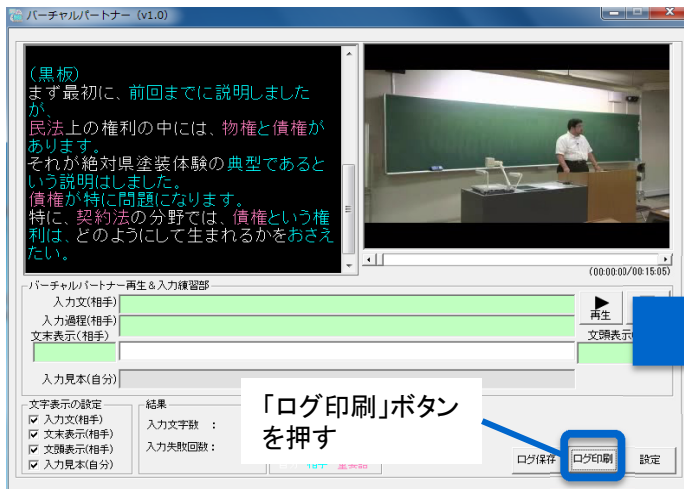 バーチャルパートナー (v1.0)
(黒板)
まず最初に、前回までに説明しました
が、
民法上の権利の中には、物権と債権が
あります。
それが絶対県塗装体験の典型であると
いう説明はしました。
債権が特に問題になります。
特に、契約法の分野では、債権という権
利は、どのようにして生まれるかをおさえ
たい。
(00:00:00/00:15:05)
バーチャルパートナー再生&入力練習部
入力文(相手)
入力過程(相手)
再生
文末表示(相手)
文頭表示
入力見本(自分)
文字表示の設定
入力文(相手)
文末表示(相手)
文頭表示(相手)
入力見本(自分)
結果
入力文字数 :
入力失敗回数 :
「ログ印刷」ボタン
を押す
ログ保存
ログ印刷
設定